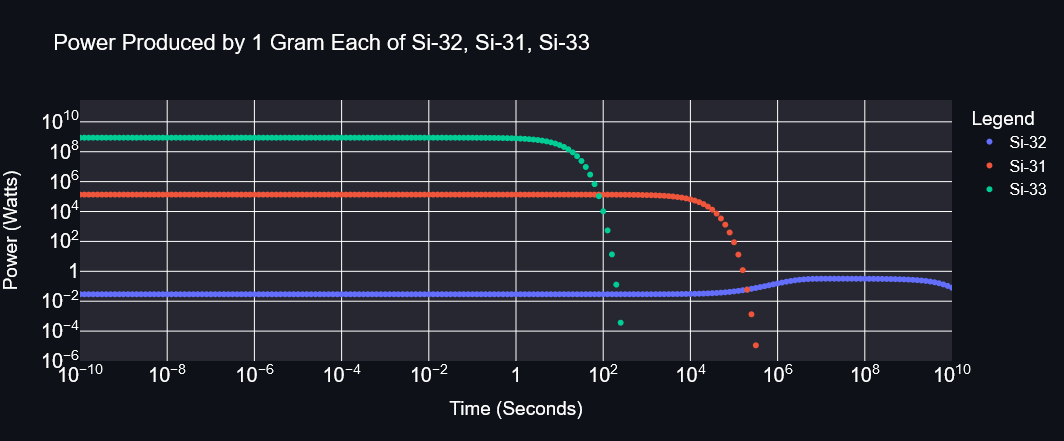 Power Produced by 1 Gram Each of Si-32, Si-31, Si-33
Legend
Si-32
Si-31
Si-33
Power (Watts)
10¹⁰
10⁸
10⁶
10⁴
10²
1
10⁻²
10⁻⁴
10⁻⁶
10⁻¹⁰ 10⁻⁸ 10⁻⁶ 10⁻⁴ 10⁻² 1 10² 10⁴ 10⁶ 10⁸ 10¹⁰
Time (Seconds)